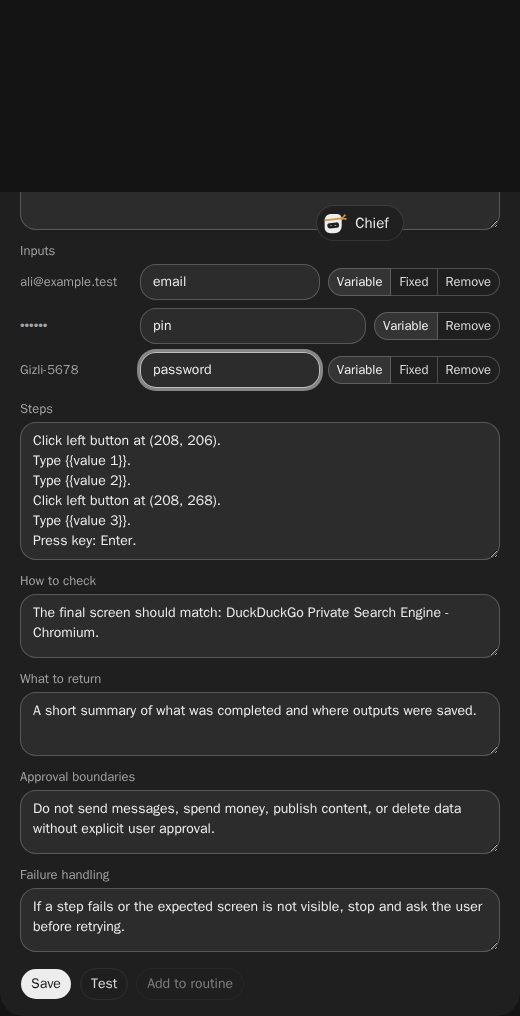 Chief
Inputs
ali@example.test
email
Variable
Fixed
Remove
••••••
pin
Variable
Remove
Gizli-5678
password
Variable
Fixed
Remove
Steps
Click left button at (208, 206).
Type {{value 1}}.
Type {{value 2}}.
Click left button at (208, 268).
Type {{value 3}}.
Press key: Enter.
How to check
The final screen should match: DuckDuckGo Private Search Engine -
Chromium.
What to return
A short summary of what was completed and where outputs were saved.
Approval boundaries
Do not send messages, spend money, publish content, or delete data
without explicit user approval.
Failure handling
If a step fails or the expected screen is not visible, stop and ask the user
before retrying.
Save
Test
Add to routine